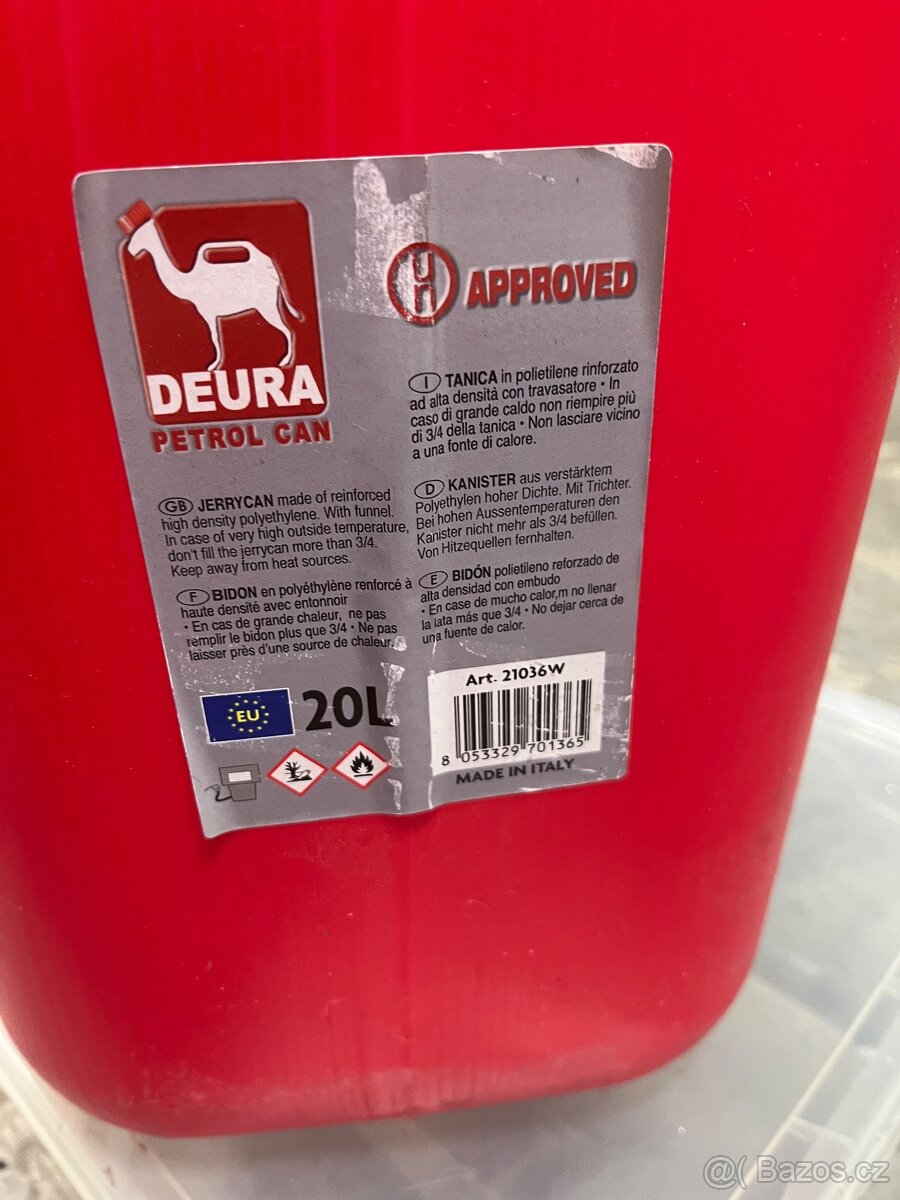 DEURA
PETROL CAN
un APPROVED
I TANICA in polietilene rinforzato
ad alta densità con travasatore • In
caso di grande caldo non riempire più
di 3/4 della tanica • Non lasciare vicino
a una fonte di calore.
GB JERRYCAN made of reinforced
high density polyethylene. With funnel.
In case of very high outside temperature,
don't fill the jerrycan more than 3/4.
Keep away from heat sources.
D KANISTER aus verstärktem
Polyethylen hoher Dichte. Mit Trichter.
Bei hohen Aussentemperaturen den
Kanister nicht mehr als 3/4 befüllen.
Von Hitzequellen fernhalten.
F BIDON en polyéthylène renforcé à
haute densité avec entonnoir
• En cas de grande chaleur, ne pas
remplir le bidon plus que 3/4 • Ne pas
laisser près d'une source de chaleur.
E BIDÓN polietileno reforzado de
alta densidad con embudo
• En case de mucho calor,m no llenar
la lata más que 3/4 • No dejar cerca de
una fuente de calor.
EU 20L
Art. 21036W
8 053329 701365
MADE IN ITALY
@( Bazos.cz